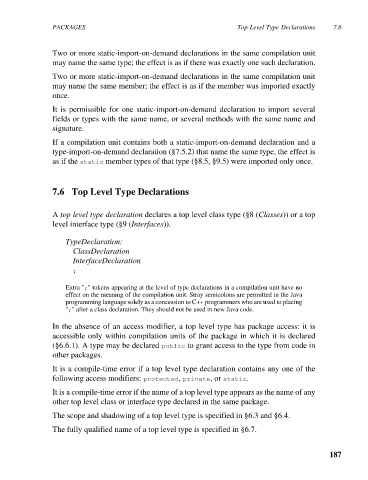 PACKAGES Top Level Type Declarations 7.6
Two or more static-import-on-demand declarations in the same compilation unit
may name the same type; the effect is as if there was exactly one such declaration.
Two or more static-import-on-demand declarations in the same compilation unit
may name the same member; the effect is as if the member was imported exactly
once.
It is permissible for one static-import-on-demand declaration to import several
fields or types with the same name, or several methods with the same name and
signature.
If a compilation unit contains both a static-import-on-demand declaration and a
type-import-on-demand declaration (§7.5.2) that name the same type, the effect is
as if the static member types of that type (§8.5, §9.5) were imported only once.
7.6 Top Level Type Declarations
A top level type declaration declares a top level class type (§8 (Classes)) or a top
level interface type (§9 (Interfaces)).
TypeDeclaration:
ClassDeclaration
InterfaceDeclaration
;
Extra ";" tokens appearing at the level of type declarations in a compilation unit have no
effect on the meaning of the compilation unit. Stray semicolons are permitted in the Java
programming language solely as a concession to C++ programmers who are used to placing
";" after a class declaration. They should not be used in new Java code.
In the absence of an access modifier, a top level type has package access: it is
accessible only within compilation units of the package in which it is declared
(§6.6.1). A type may be declared public to grant access to the type from code in
other packages.
It is a compile-time error if a top level type declaration contains any one of the
following access modifiers: protected, private, or static.
It is a compile-time error if the name of a top level type appears as the name of any
other top level class or interface type declared in the same package.
The scope and shadowing of a top level type is specified in §6.3 and §6.4.
The fully qualified name of a top level type is specified in §6.7.
187